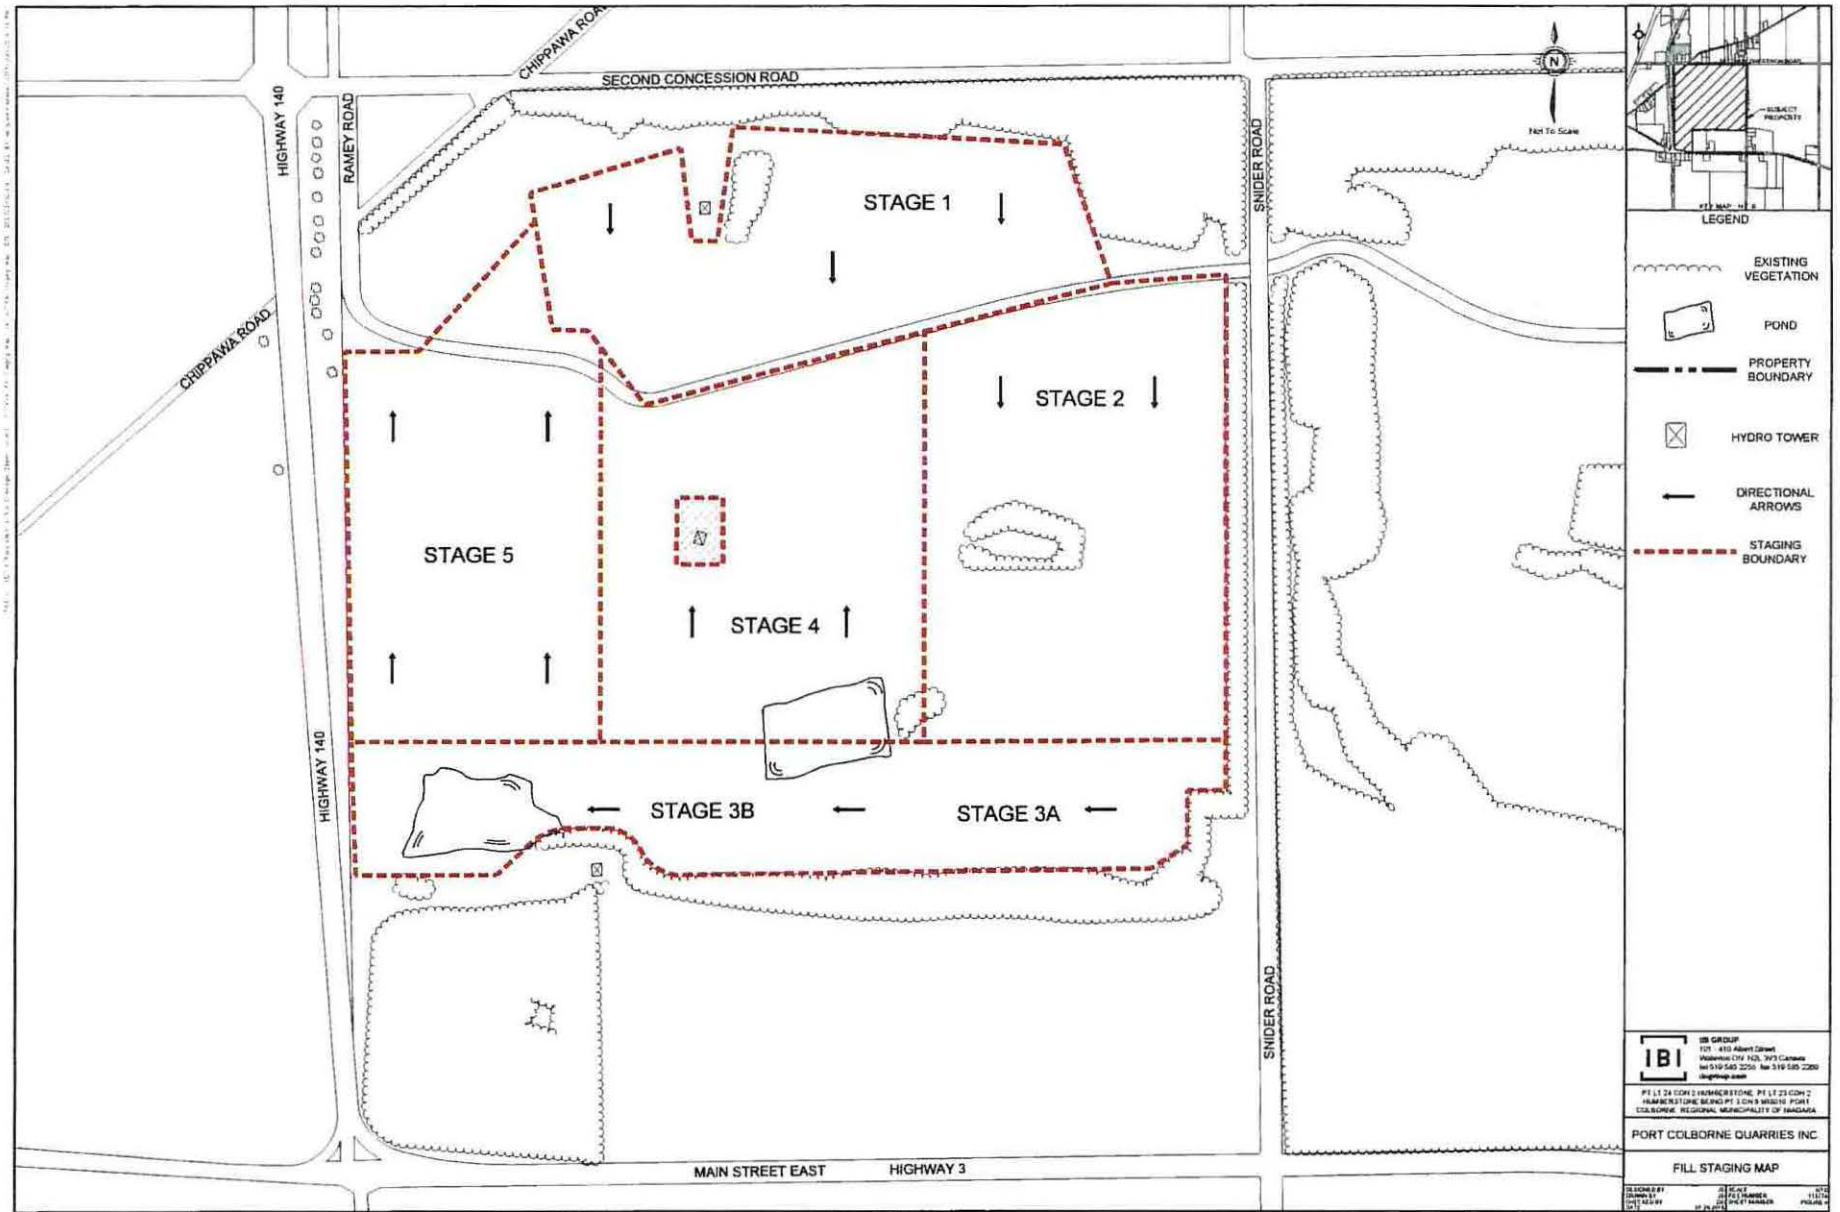 CHIPPAWA ROAD
SECOND CONCESSION ROAD
HIGHWAY 140
RAMEY ROAD
SNIDER ROAD
N
Not To Scale
STAGE 1
CHIPPAWA ROAD
STAGE 2
STAGE 5
STAGE 4
HIGHWAY 140
STAGE 3B
STAGE 3A
SNIDER ROAD
MAIN STREET EAST
HIGHWAY 3
SUBJECT
PROPERTY
LEGEND
EXISTING
VEGETATION
POND
PROPERTY
BOUNDARY
HYDRO TOWER
DIRECTIONAL
ARROWS
STAGING
BOUNDARY
IBI
IBI GROUP
PORT COLBORNE QUARRIES INC
FILL STAGING MAP